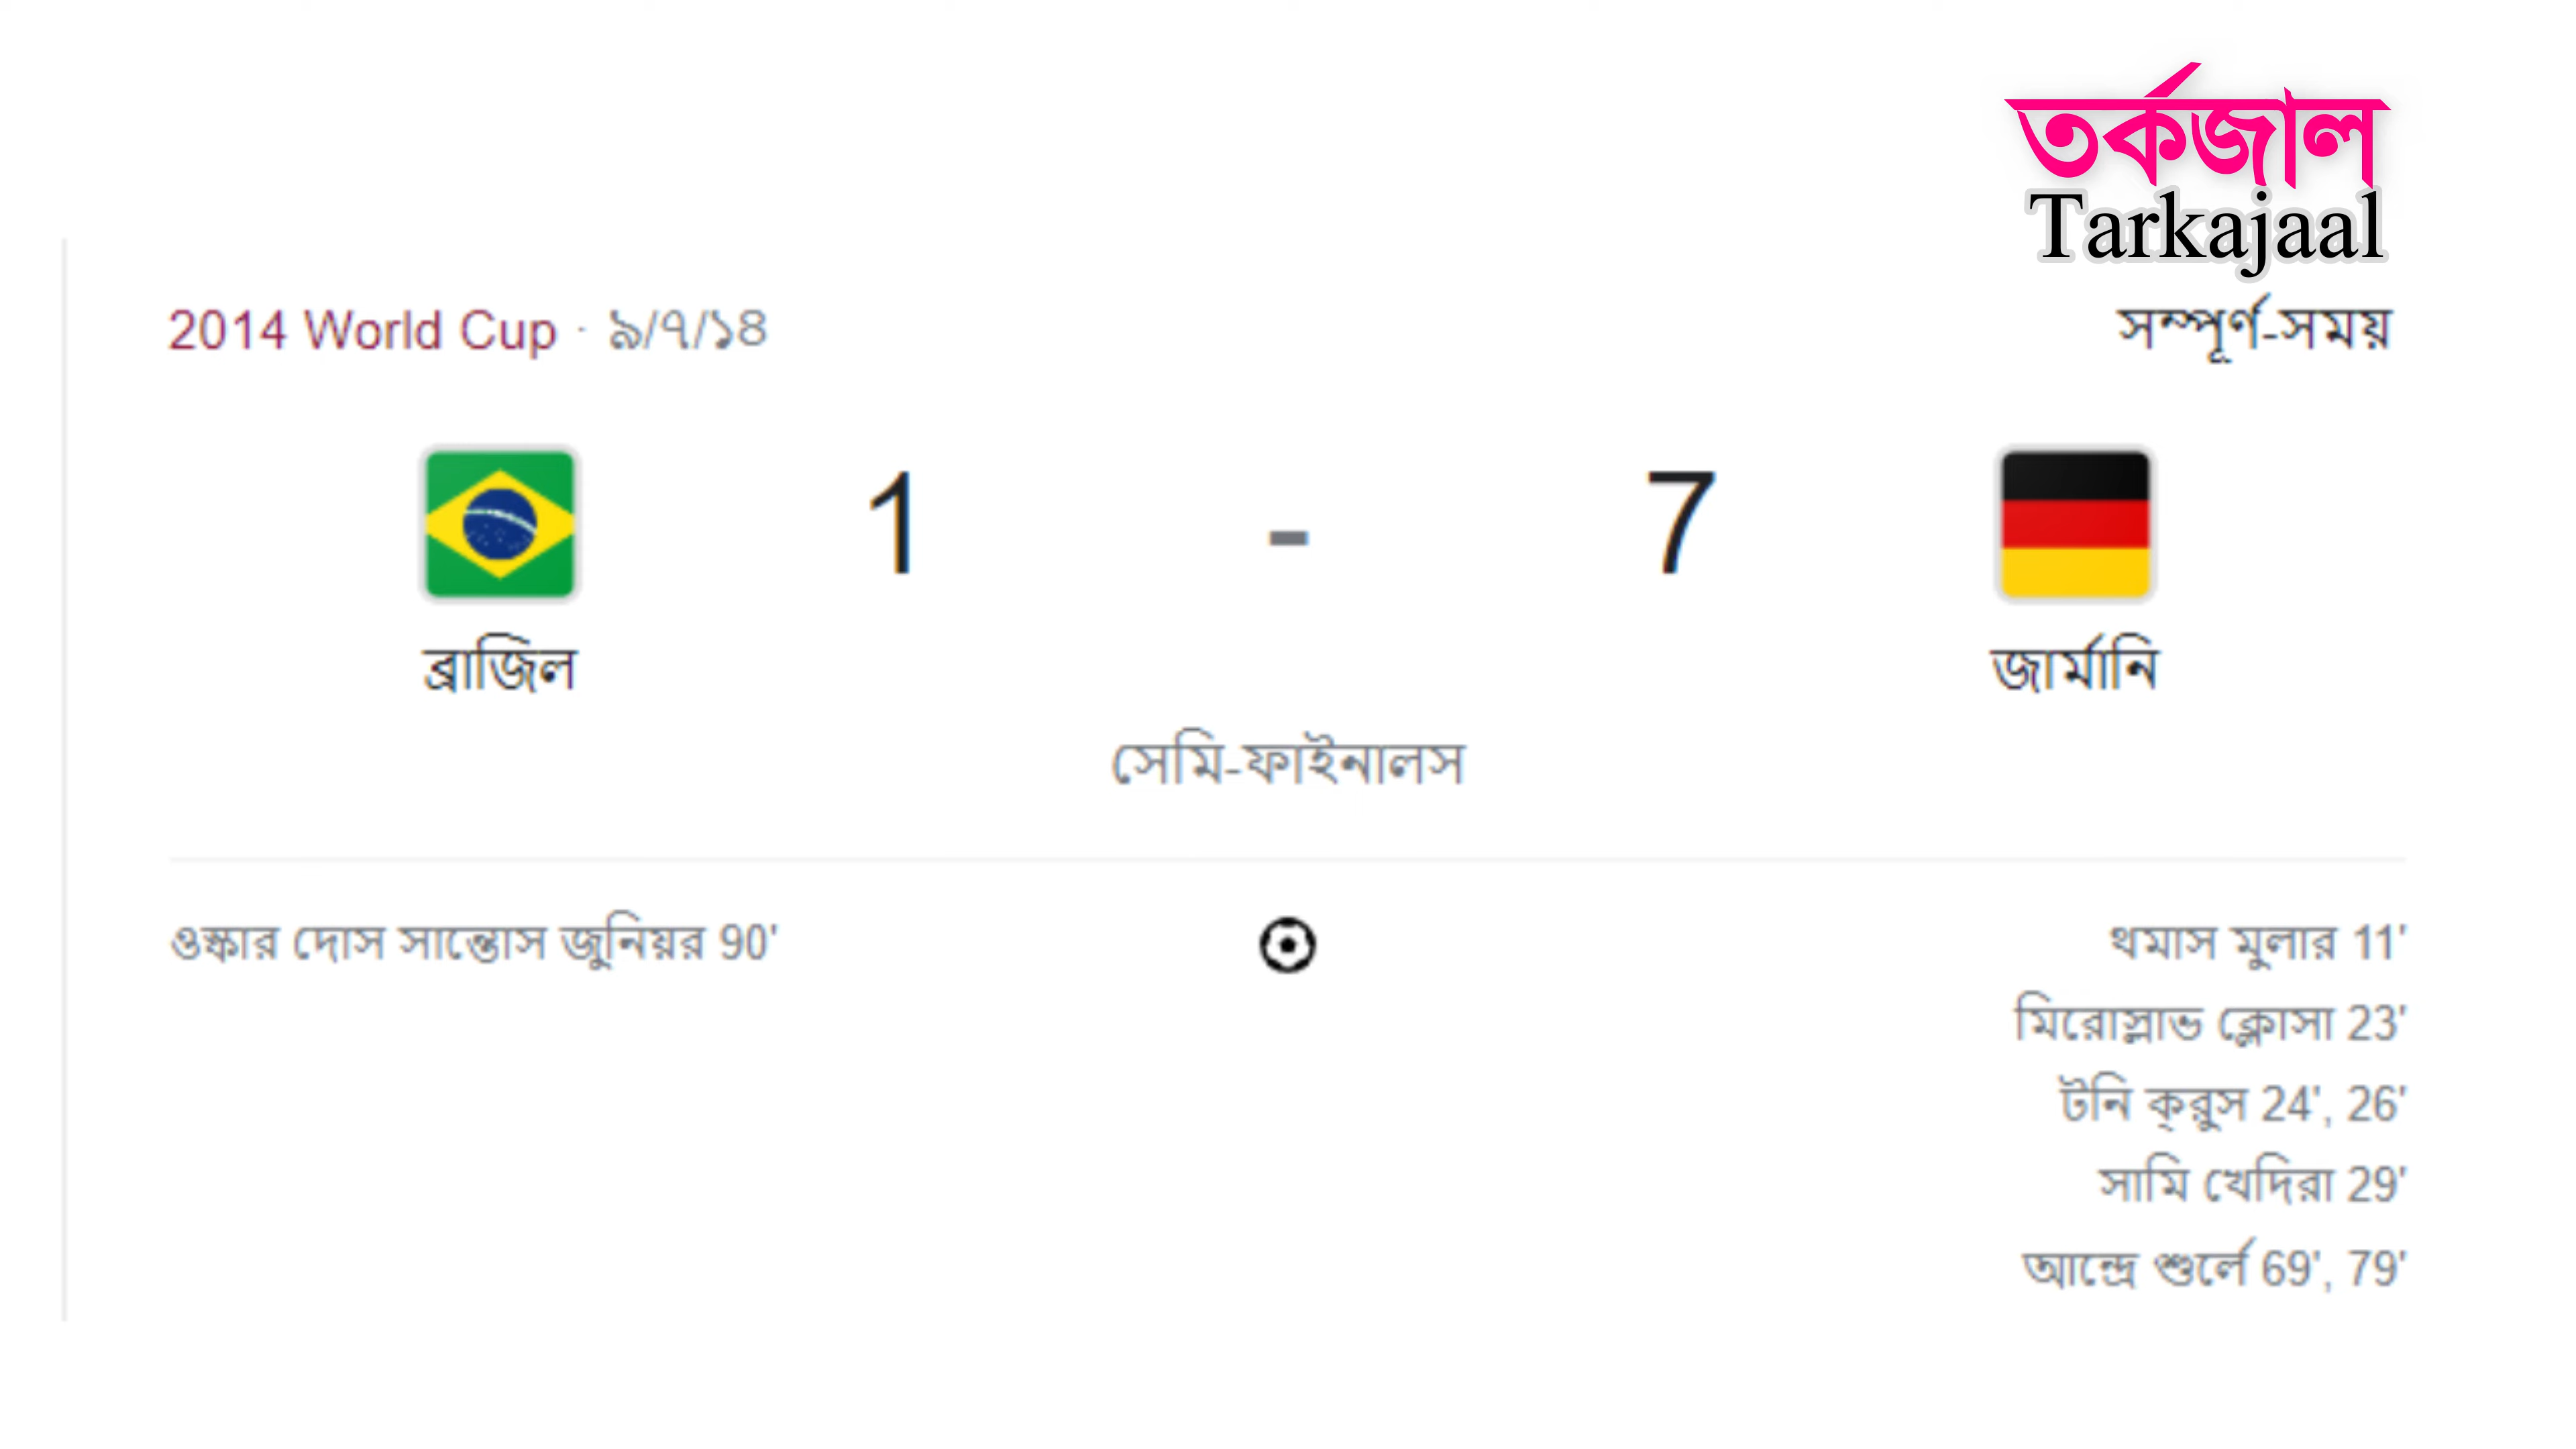 তর্কজাল
Tarkajaal
2014 World Cup · ৯/৭/১৪
সম্পূর্ণ-সময়
1 - 7
ব্রাজিল
জার্মানি
সেমি-ফাইনালস
ওস্কার দোস সান্তোস জুনিয়র 90'
থমাস মুলার 11'
মিরোস্লাভ ক্লোসা 23'
টনি ক্রুস 24', 26'
সামি খেদিরা 29'
আন্দ্রে শুর্লে 69', 79'